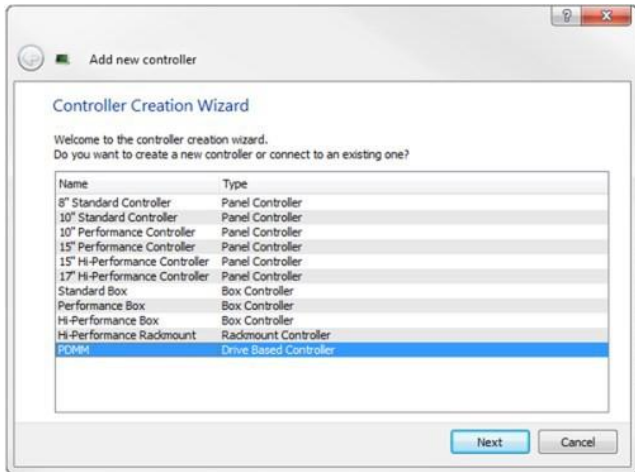 Add new controller
Controller Creation Wizard
Welcome to the controller creation wizard.
Do you want to create a new controller or connect to an existing one?
Name Type
8" Standard Controller Panel Controller
10" Standard Controller Panel Controller
10" Performance Controller Panel Controller
15" Performance Controller Panel Controller
15" Hi-Performance Controller Panel Controller
17" Hi-Performance Controller Panel Controller
Standard Box Box Controller
Performance Box Box Controller
Hi-Performance Box Box Controller
Hi-Performance Rackmount Rackmount Controller
PDMM Drive Based Controller
Next Cancel